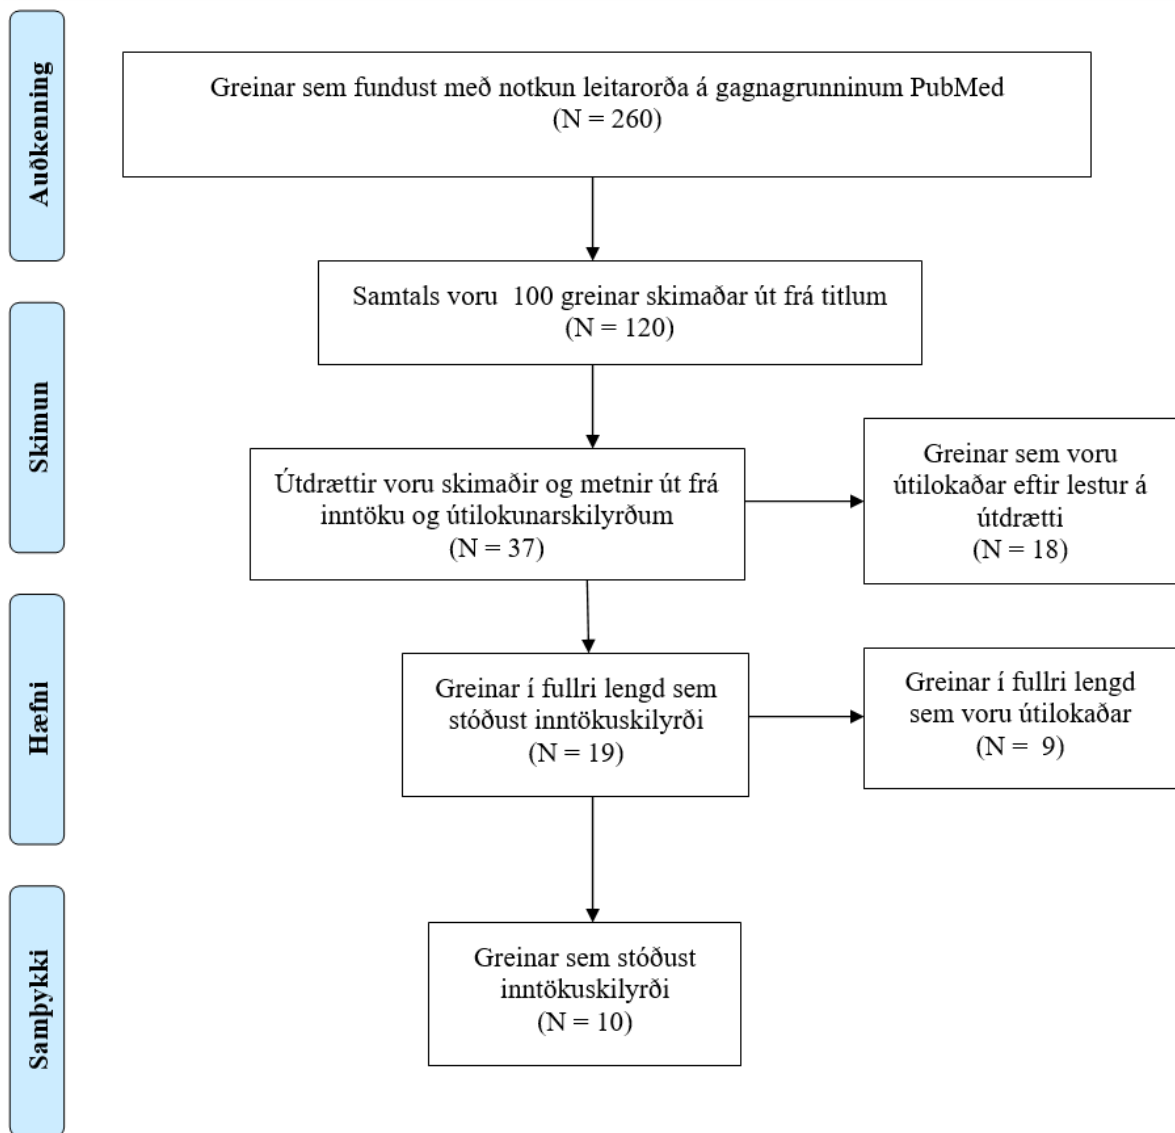 Auðkenning
Greinar sem fundust með notkun leitarorða á gagnagrunninum PubMed
(N = 260)
Skimun
Samtals voru  100 greinar skimaðar út frá titlum
(N = 120)
Útdrættir voru skimaðir og metnir út frá
inntöku og útilokunarskilyrðum
(N = 37)
Greinar sem voru
útilokaðar eftir lestur á
útdrætti
(N = 18)
Hæfni
Greinar í fullri lengd sem
stóðust inntökuskilyrði
(N = 19)
Greinar í fullri lengd
sem voru útilokaðar
(N =  9)
Samþykki
Greinar sem stóðust
inntökuskilyrði
(N = 10)